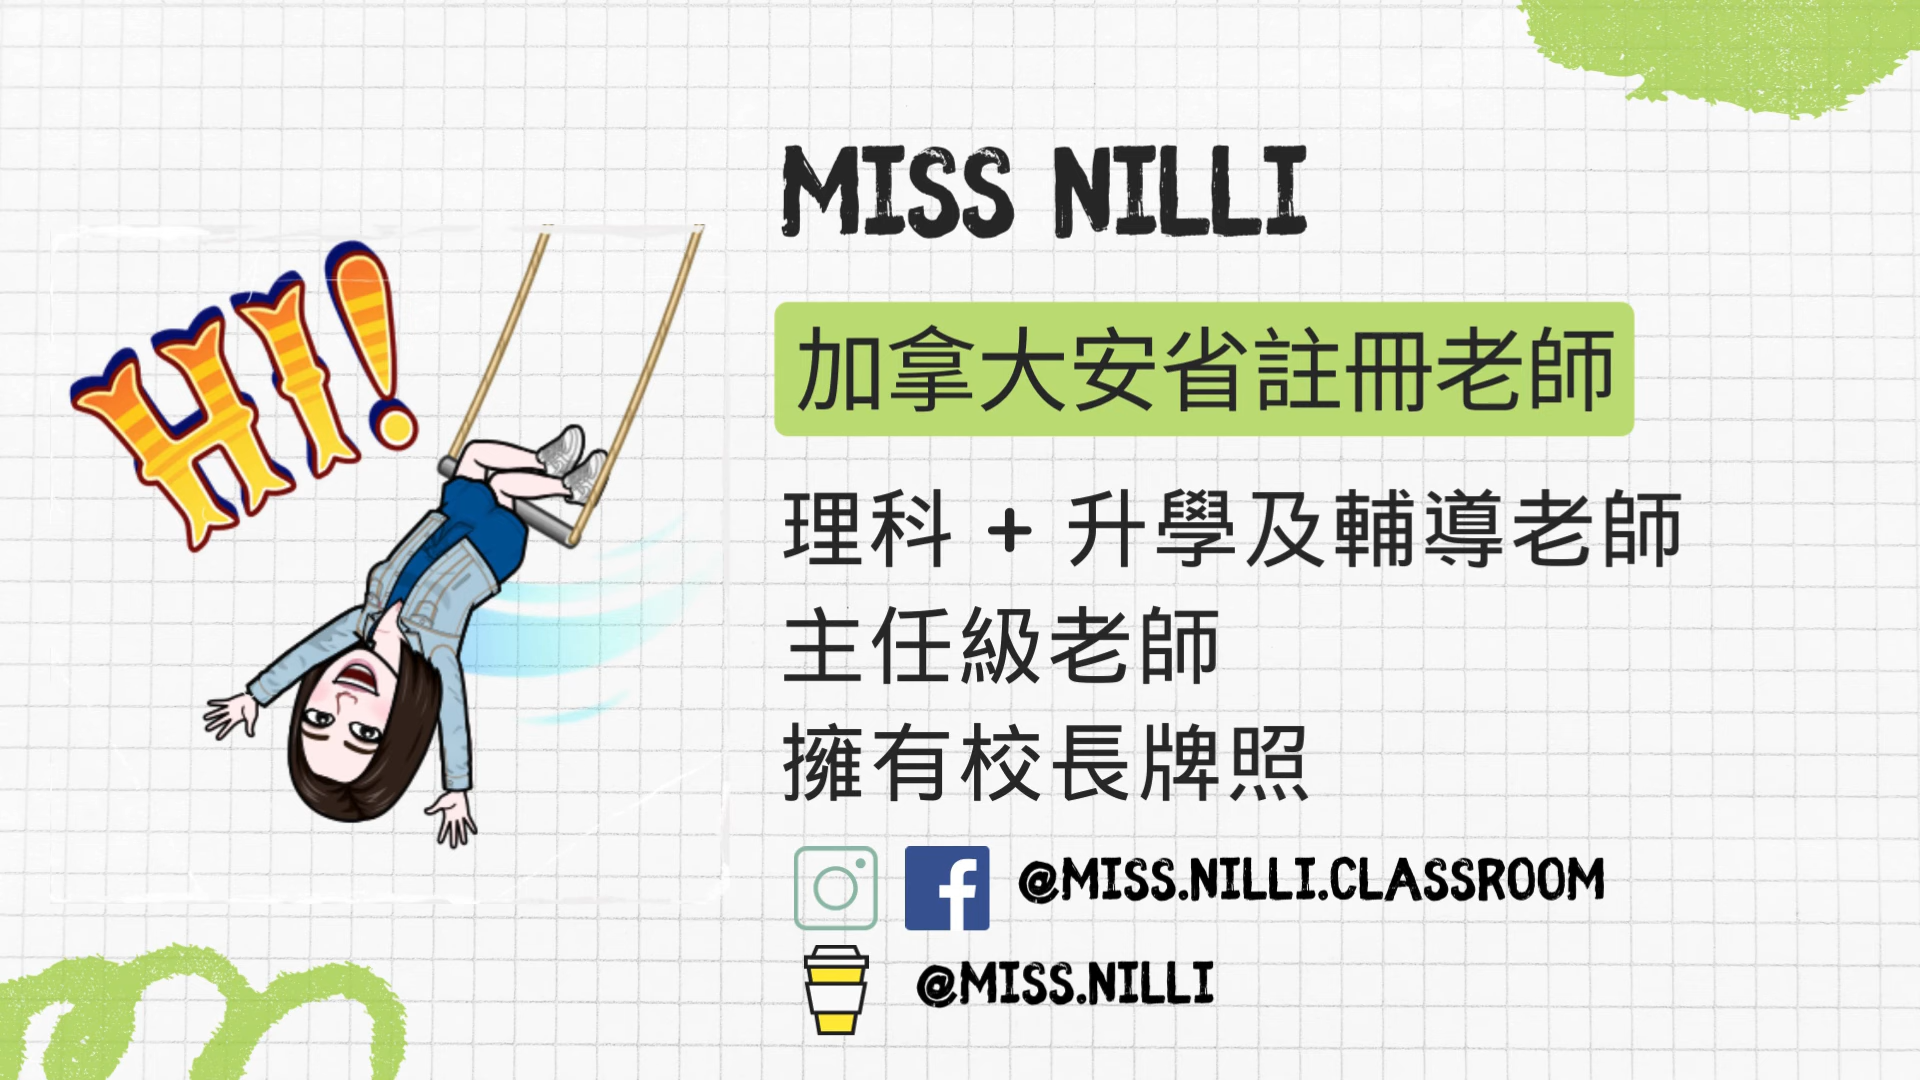 HI!
MISS NILLI
加拿大安省註冊老師
理科 + 升學及輔導老師
主任級老師
擁有校長牌照
@MISS.NILLI.CLASSROOM
@MISS.NILLI